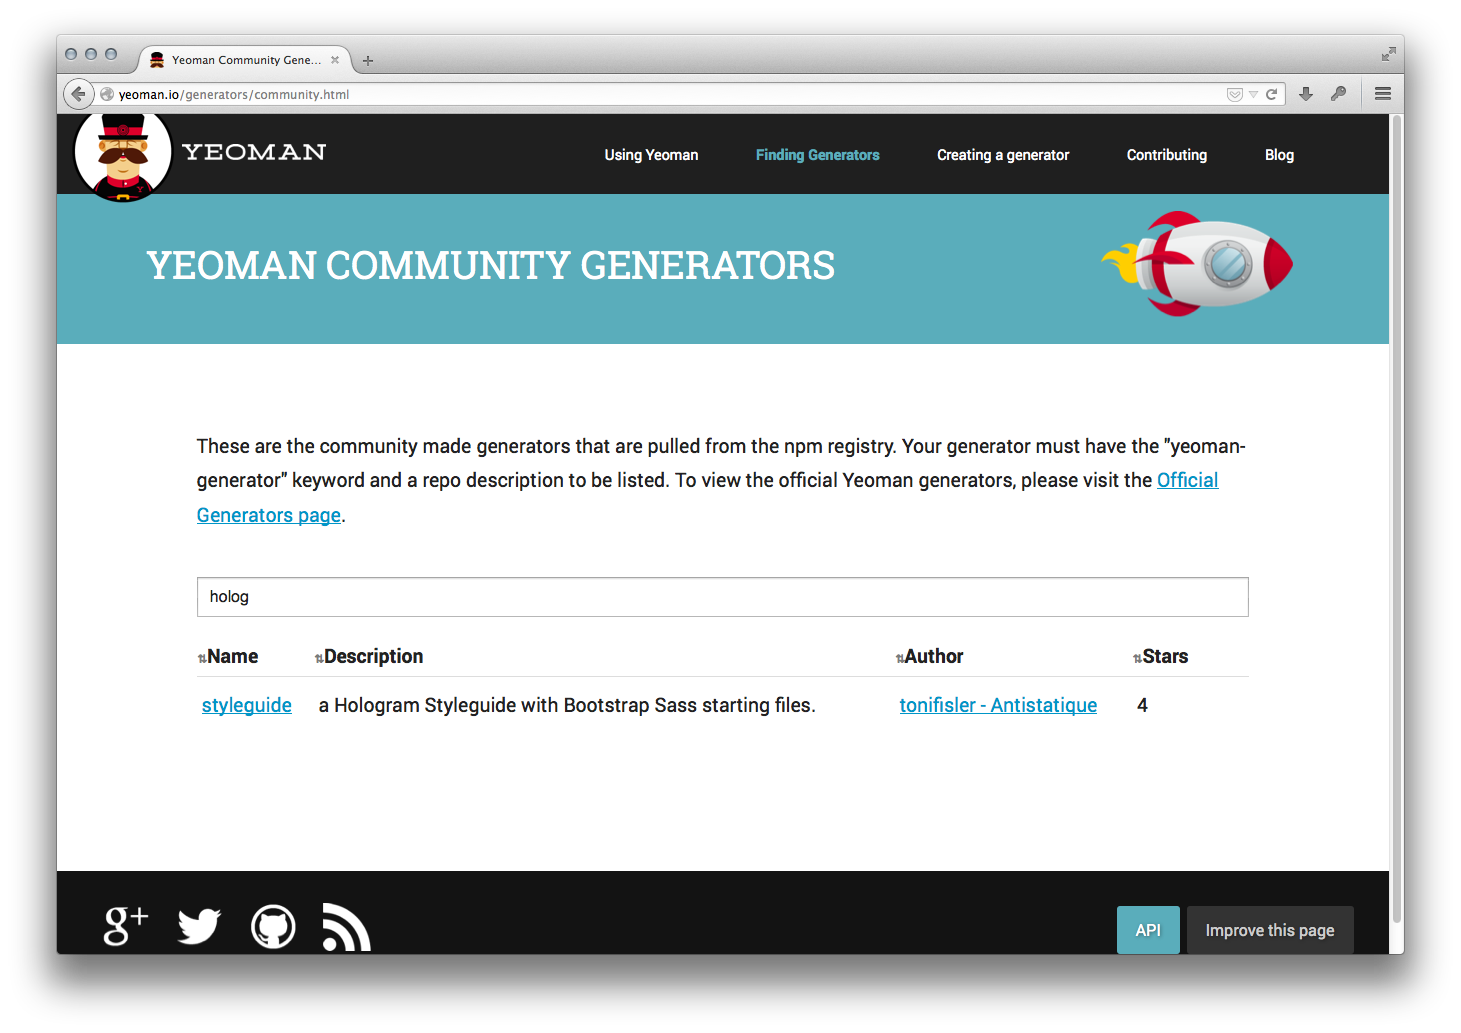 Yeoman Community Gene...
yeoman.io/generators/community.html
YEOMAN
Using Yeoman
Finding Generators
Creating a generator
Contributing
Blog
YEOMAN COMMUNITY GENERATORS
These are the community made generators that are pulled from the npm registry. Your generator must have the "yeoman-
generator" keyword and a repo description to be listed. To view the official Yeoman generators, please visit the Official
Generators page.
holog
Name Description Author Stars
styleguide a Hologram Styleguide with Bootstrap Sass starting files. tonifisler - Antistatique 4
g+
API
Improve this page